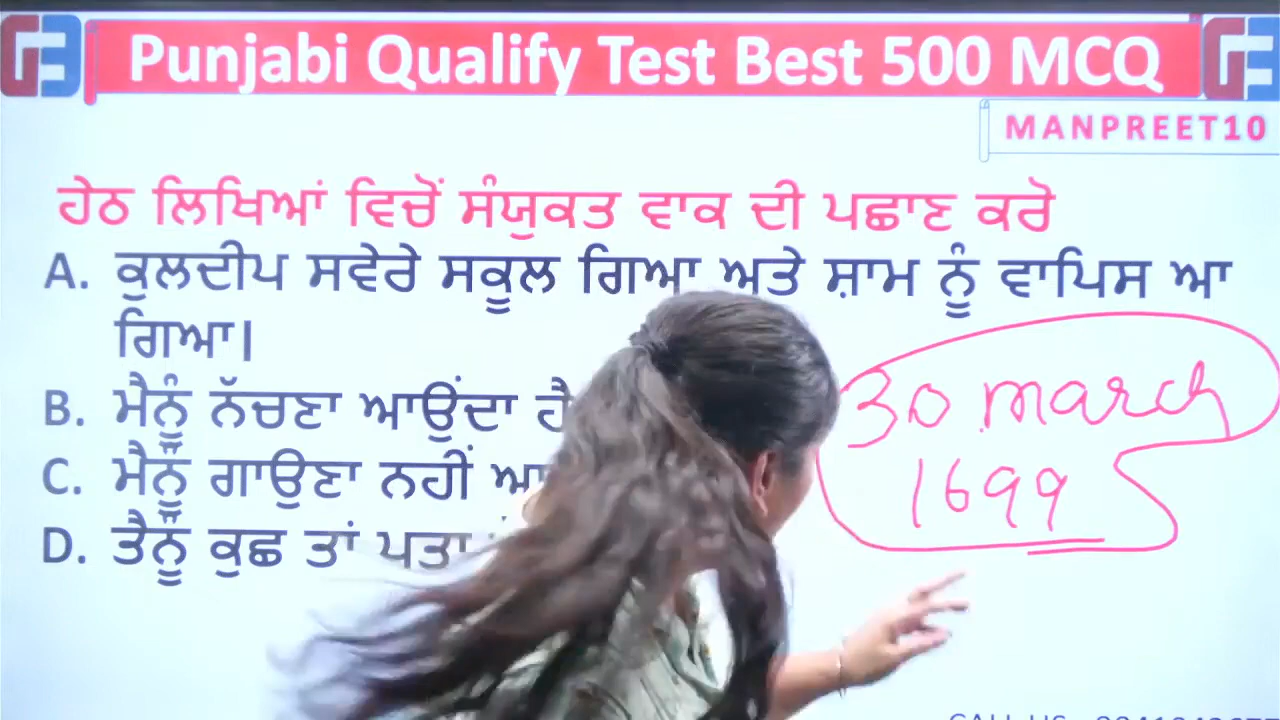 Punjabi Qualify Test Best 500 MCQ
MANPREET10
ਹੇਠ ਲਿਖਿਆਂ ਵਿਚੋਂ ਸੰਯੁਕਤ ਵਾਕ ਦੀ ਪਛਾਣ ਕਰੋ
A. ਕੁਲਦੀਪ ਸਵੇਰੇ ਸਕੂਲ ਗਿਆ ਅਤੇ ਸ਼ਾਮ ਨੂੰ ਵਾਪਿਸ ਆ
ਗਿਆ।
B. ਮੈਨੂੰ ਨੱਚਣਾ ਆਉਂਦਾ ਹੈ
C. ਮੈਨੂੰ ਗਾਉਣਾ ਨਹੀਂ
D. ਤੈਨੂੰ ਕੁਛ ਤਾਂ ਪਤਾ
30 march
1699